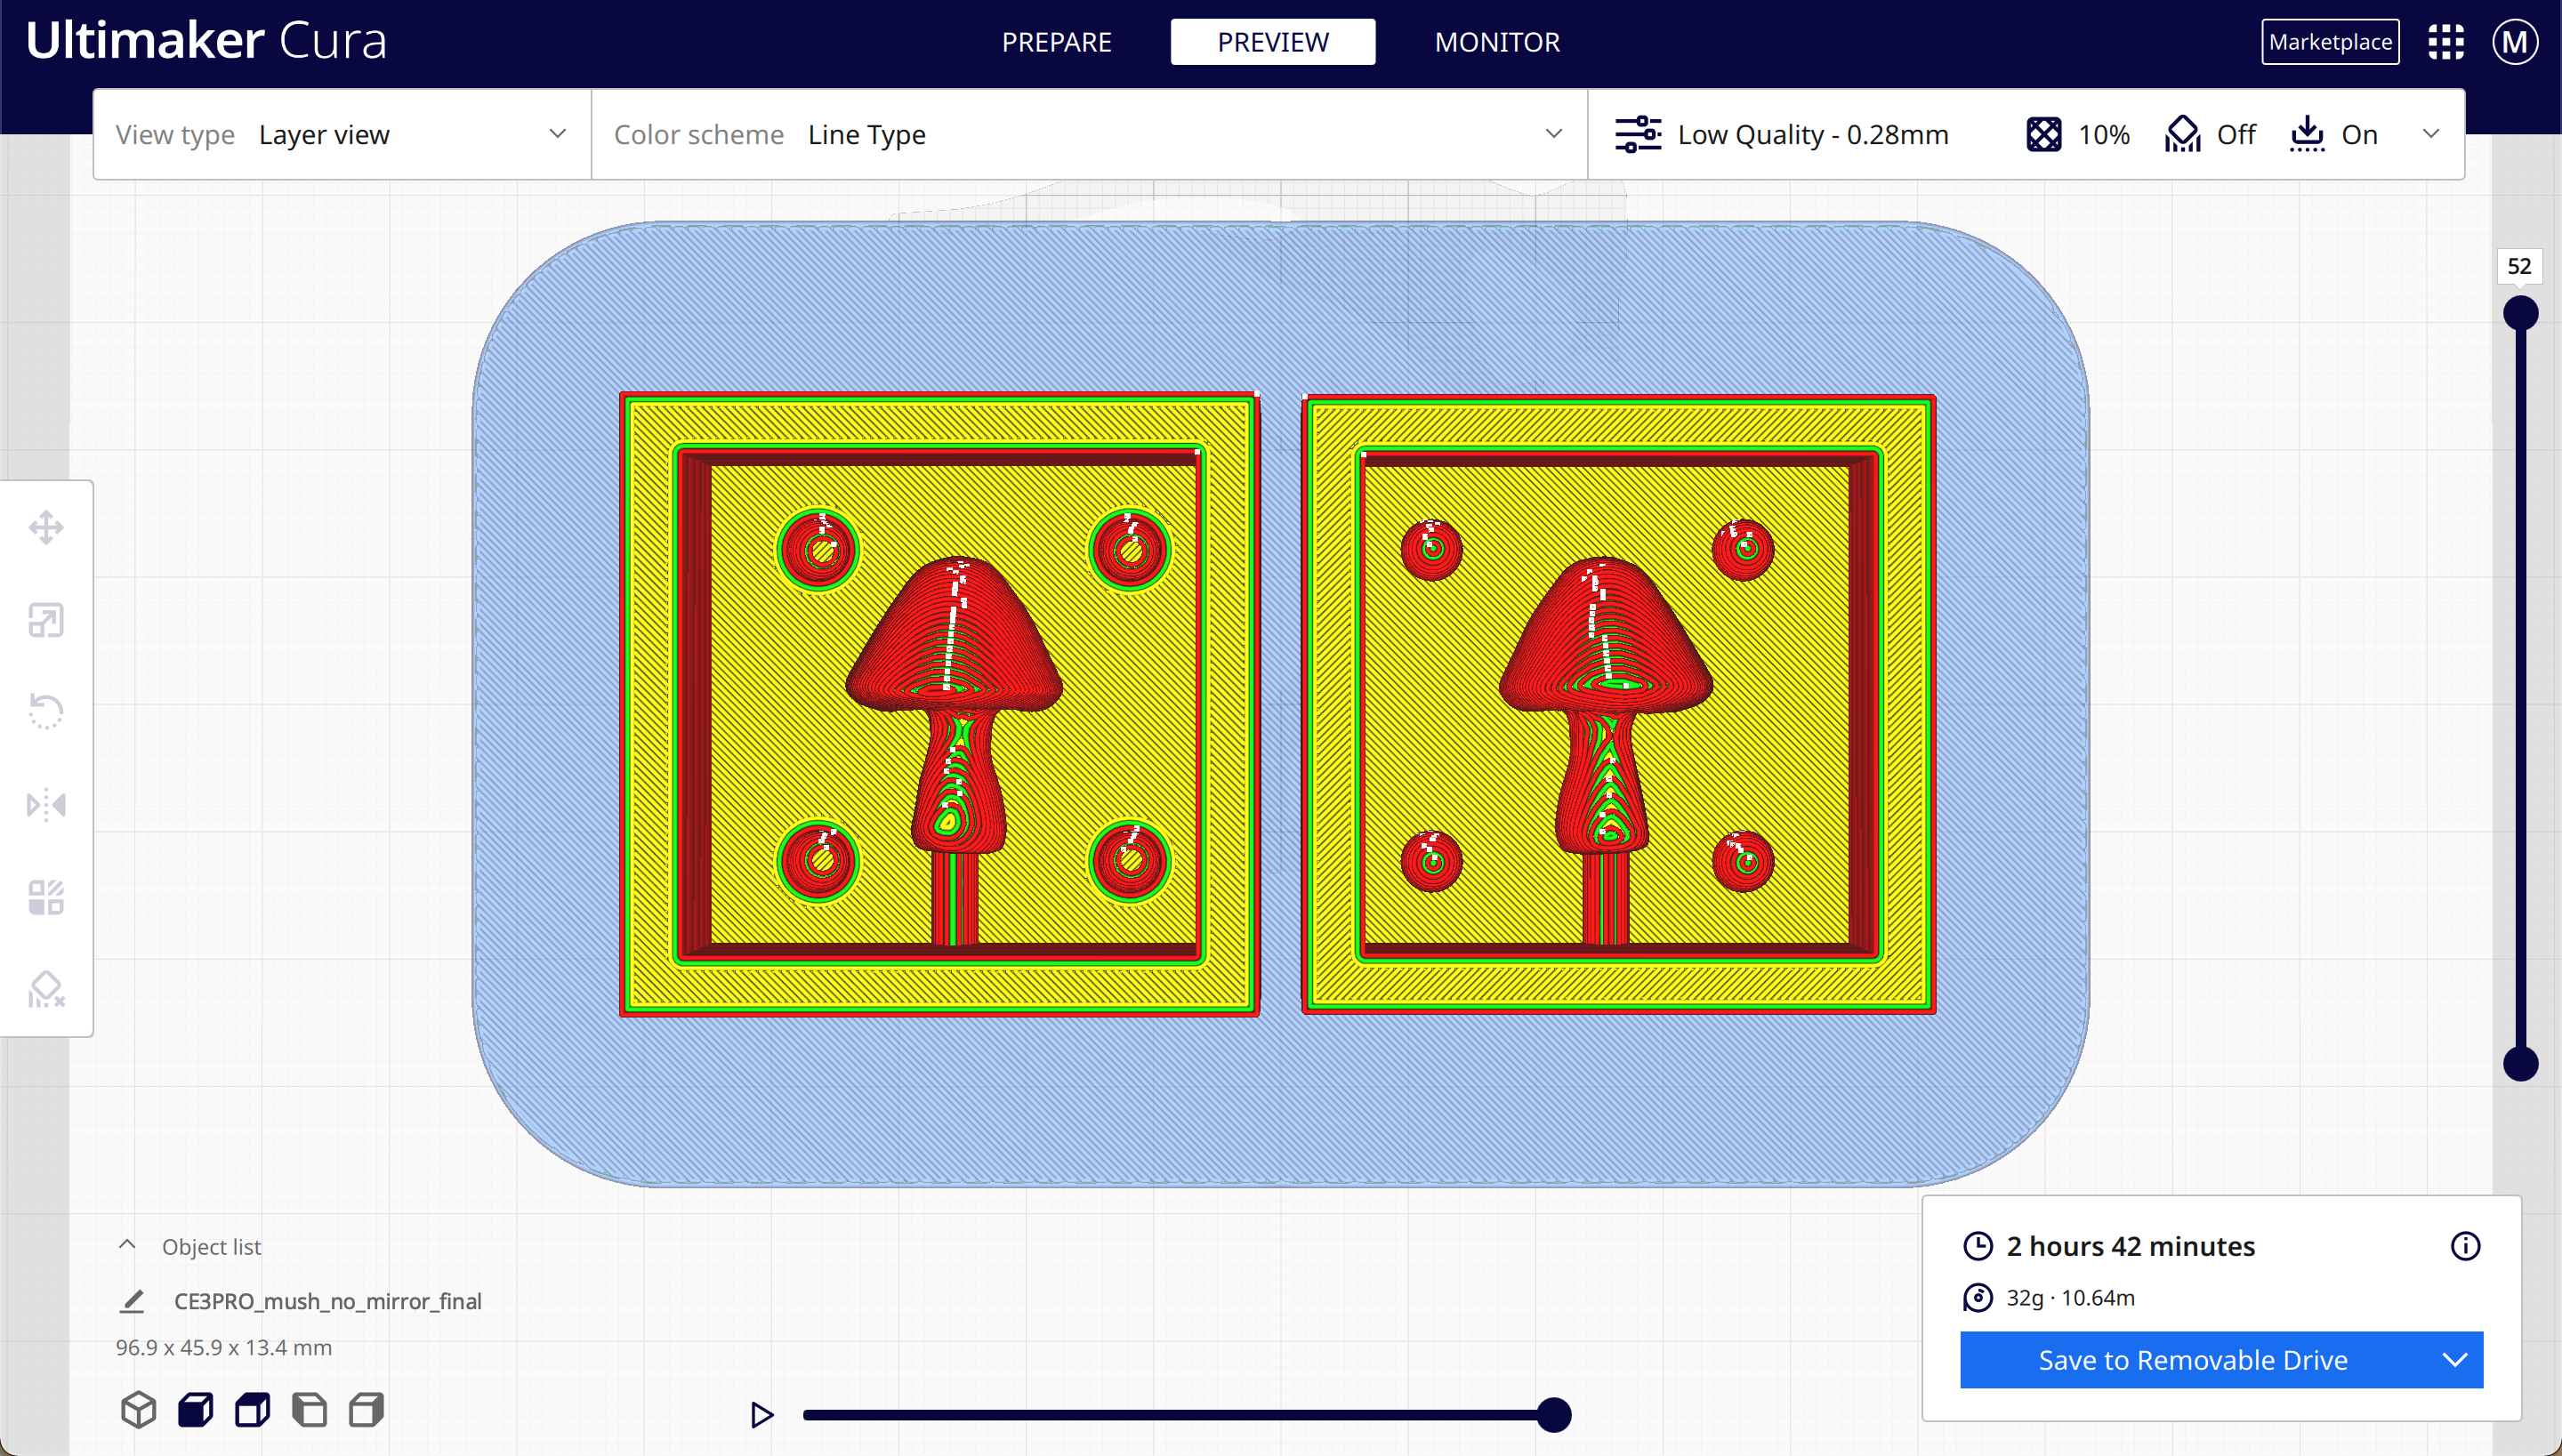 Ultimaker Cura
PREPARE
PREVIEW
MONITOR
Marketplace
M
View type Layer view
Color scheme Line Type
Low Quality - 0.28mm
10%
Off
On
52
Object list
CE3PRO_mush_no_mirror_final
96.9 x 45.9 x 13.4 mm
2 hours 42 minutes
32g · 10.64m
Save to Removable Drive